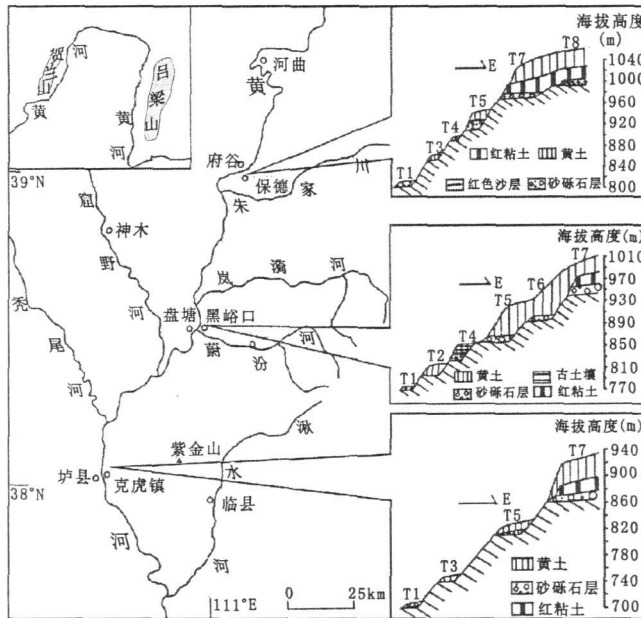 贺兰山
河
黄
黄
河
吕梁山
河曲
黄
府谷
保德
朱家川
39°N
窟野河
神木
秃尾河
岚漪河
盘塘
黑峪口
蔚汾河
紫金山
湫水河
克虎镇
临县
38°N
河
111°E
0 25km
海拔高度
(m)
E
T8
T7
T5
T4
T3
T1
1040
1000
960
920
880
840
800
红粘土
黄土
红色沙层
砂砾石层
海拔高度(m)
E
T7
T6
T5
T4
T2
T1
1010
970
930
890
850
810
770
黄土
古土壤
砂砾石层
红粘土
海拔高度(m)
E
T7
T5
T3
T1
940
900
860
820
780
740
700
黄土
砂砾石层
红粘土